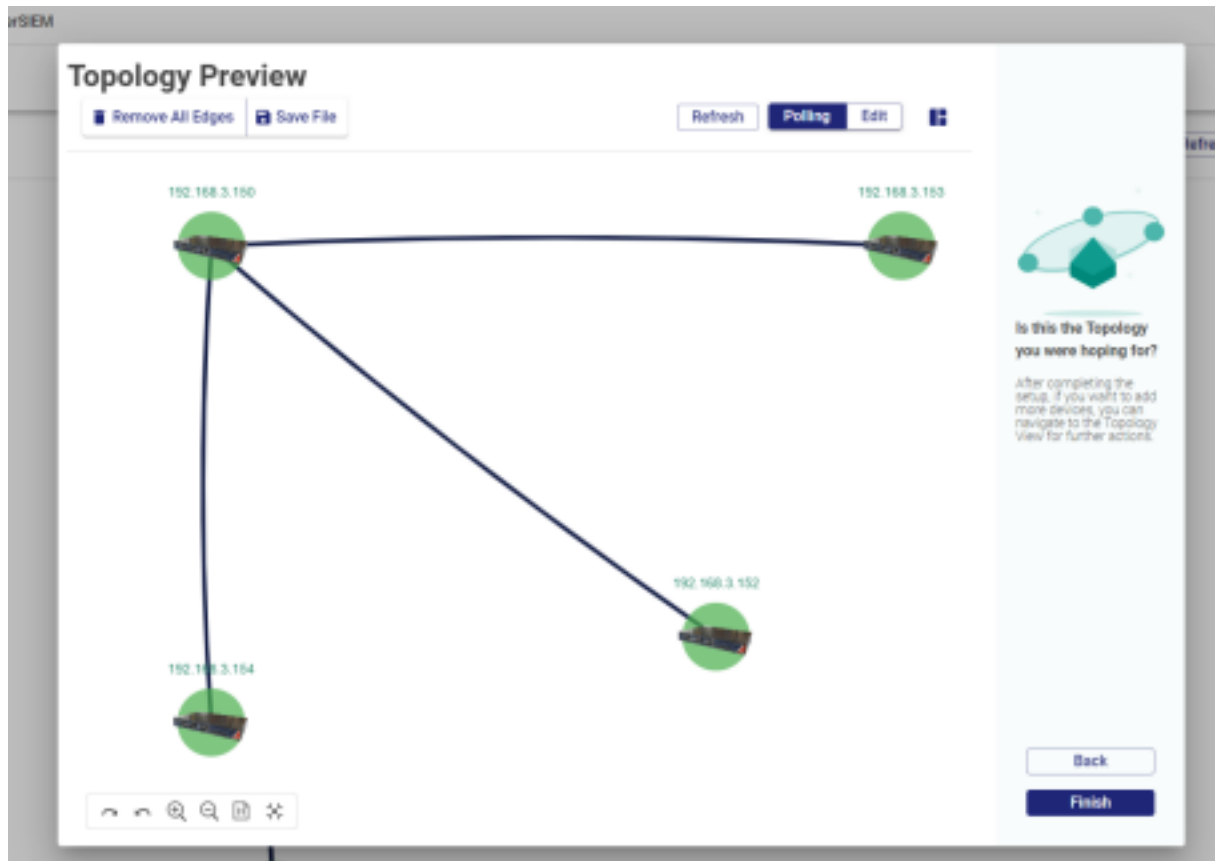 Topology Preview
Remove All Edges
Save File
Refresh
Polling
Edit
192.168.3.150
192.168.3.153
192.168.3.152
192.168.3.154
Is this the Topology
you were hoping for?
After completing the
setup, if you want to add
more devices, you can
navigate to the Topology
View for further actions.
Back
Finish